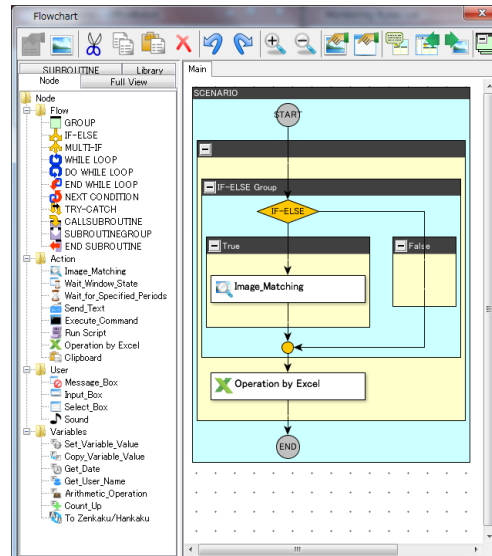 Flowchart
SUBROUTINE
Library
Node
Full View
Node
Flow
GROUP
IF-ELSE
MULTI-IF
WHILE LOOP
DO WHILE LOOP
END WHILE LOOP
NEXT CONDITION
TRY-CATCH
CALLSUBROUTINE
SUBROUTINEGROUP
END SUBROUTINE
Action
Image_Matching
Wait_Window_State
Wait_for_Specified_Periods
Send_Text
Execute_Command
Run Script
Operation by Excel
Clipboard
User
Message_Box
Input_Box
Select_Box
Sound
Variables
Set_Variable_Value
Copy_Variable_Value
Get_Date
Get_User_Name
Arithmetic_Operation
Count_Up
To Zenkaku/Hankaku
Main
SCENARIO
START
IF-ELSE Group
IF-ELSE
True
False
Image_Matching
Operation by Excel
END